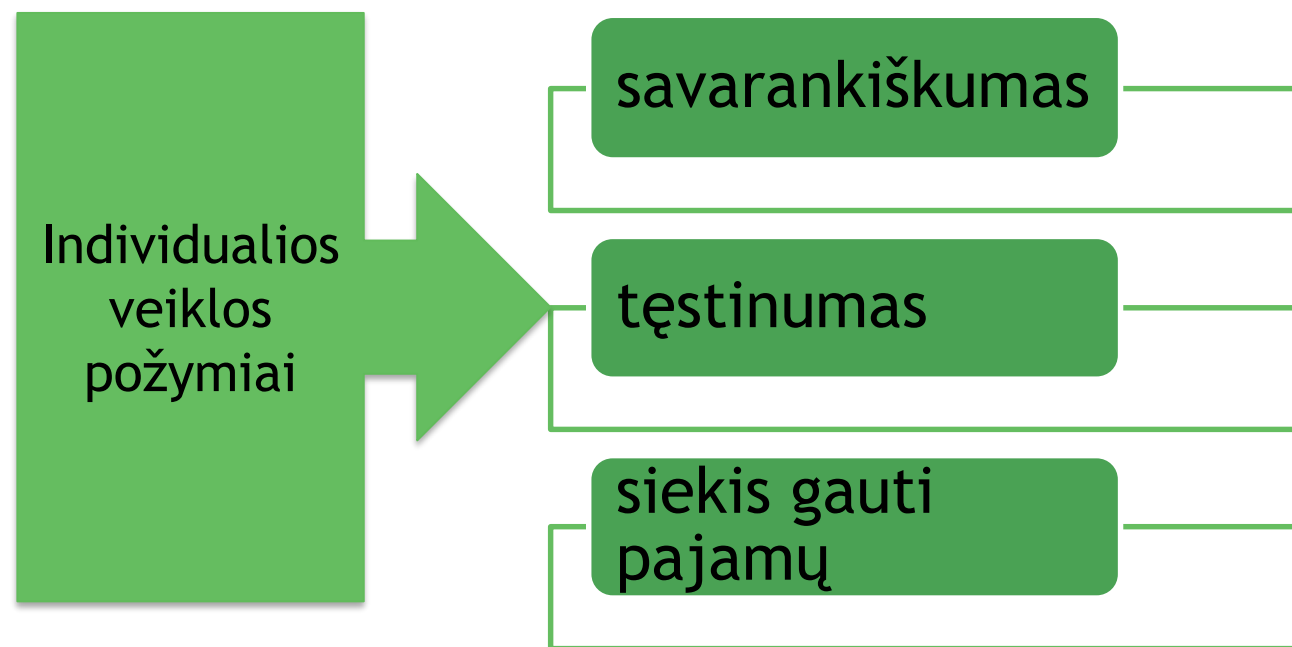 Individualios
veiklos
požymiai
savarankiškumas
tęstinumas
siekis gauti
pajamų